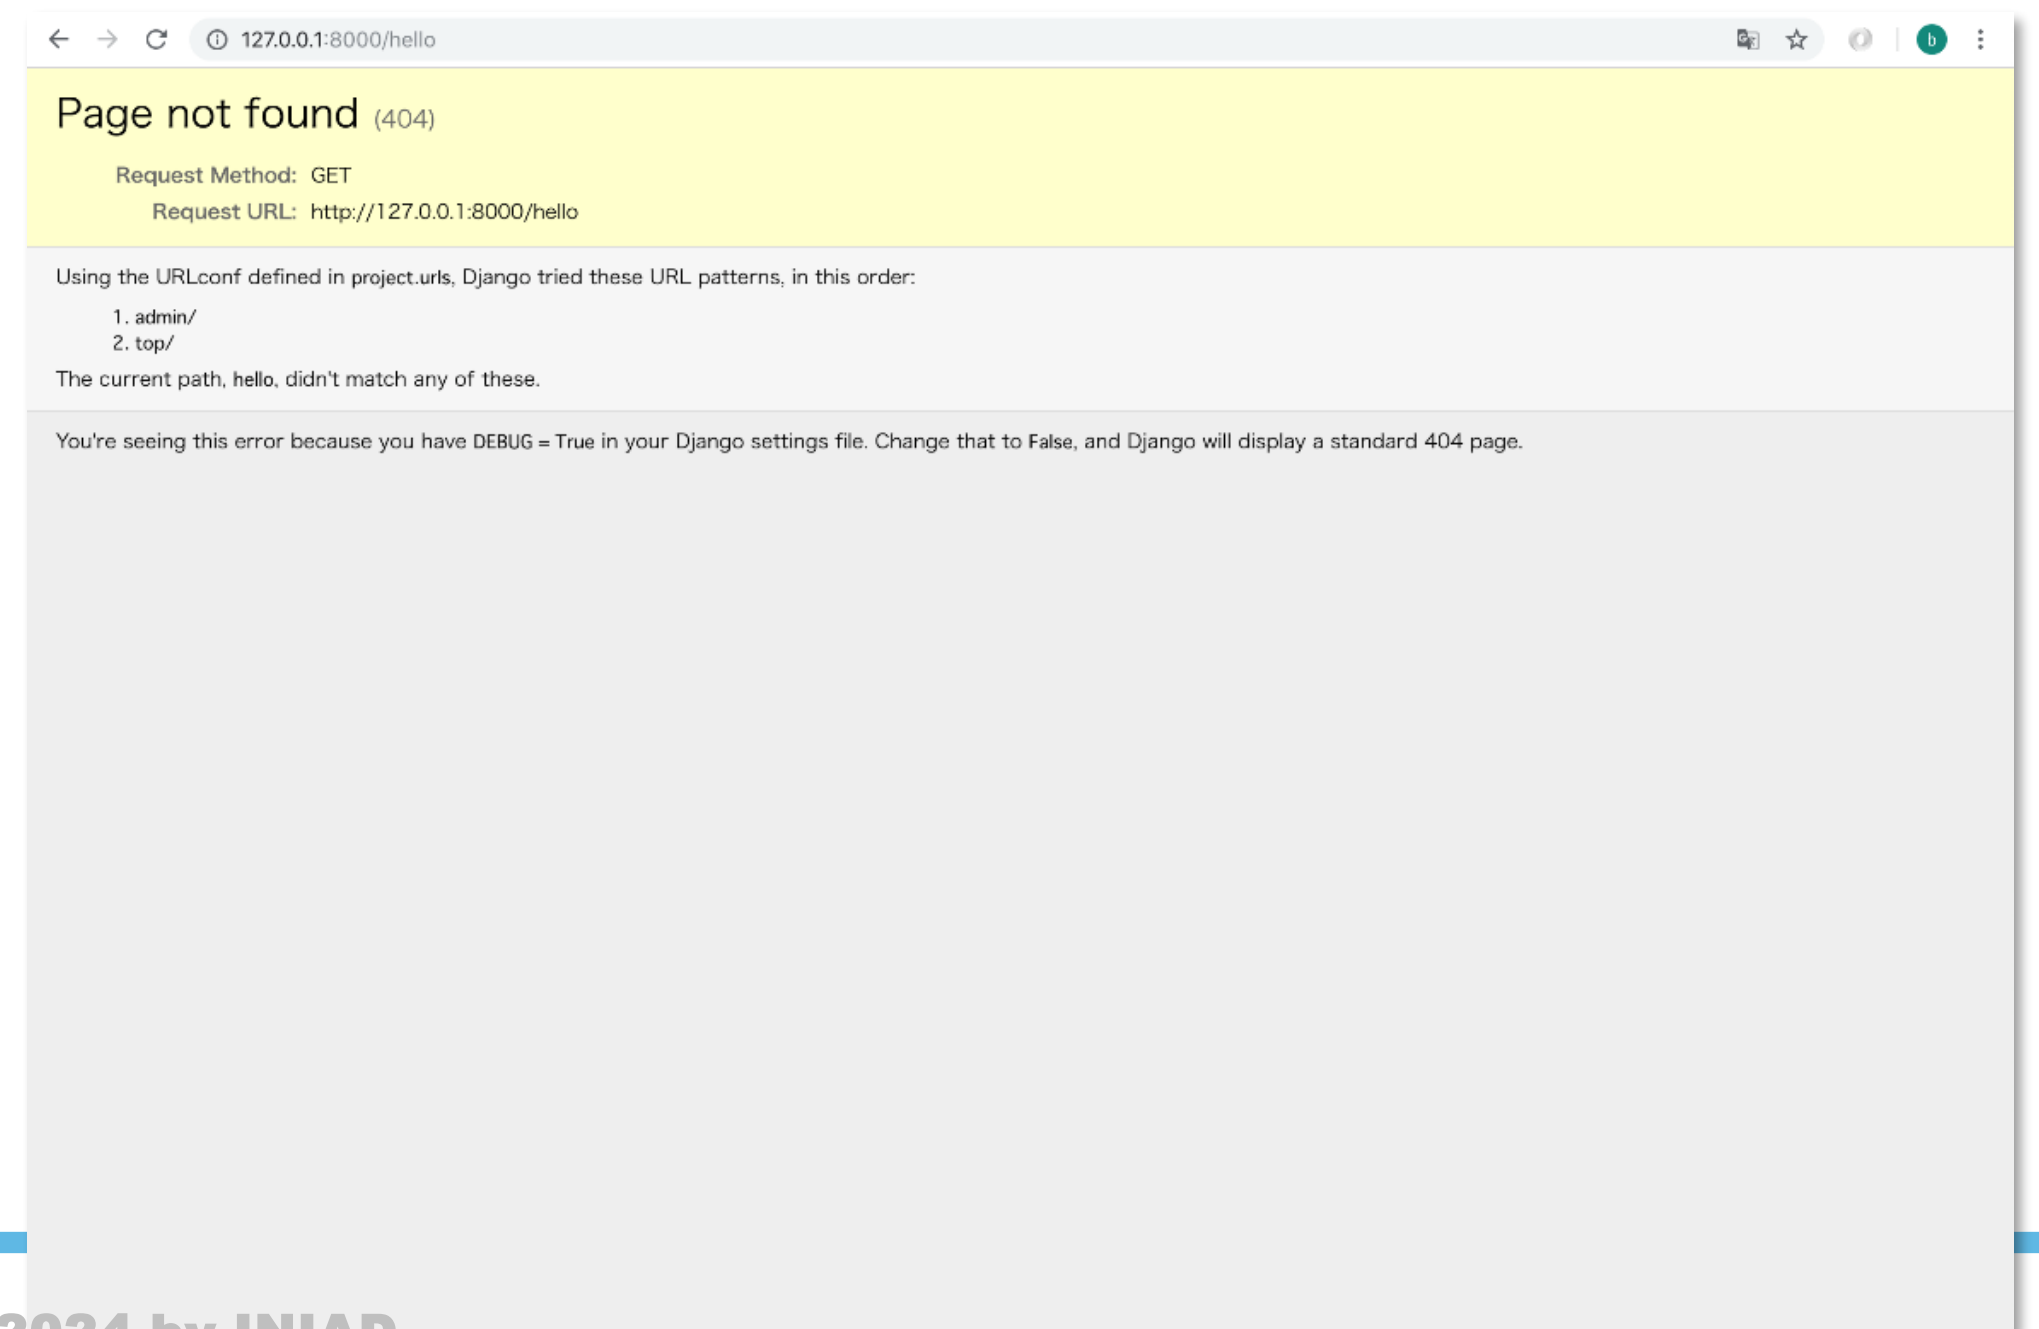 127.0.0.1:8000/hello
b
Page not found (404)
Request Method: GET
Request URL: http://127.0.0.1:8000/hello
Using the URLconf defined in project.urls, Django tried these URL patterns, in this order:
1. admin/
2. top/
The current path, hello, didn't match any of these.
You're seeing this error because you have DEBUG = True in your Django settings file. Change that to False, and Django will display a standard 404 page.
2024 by INIAD